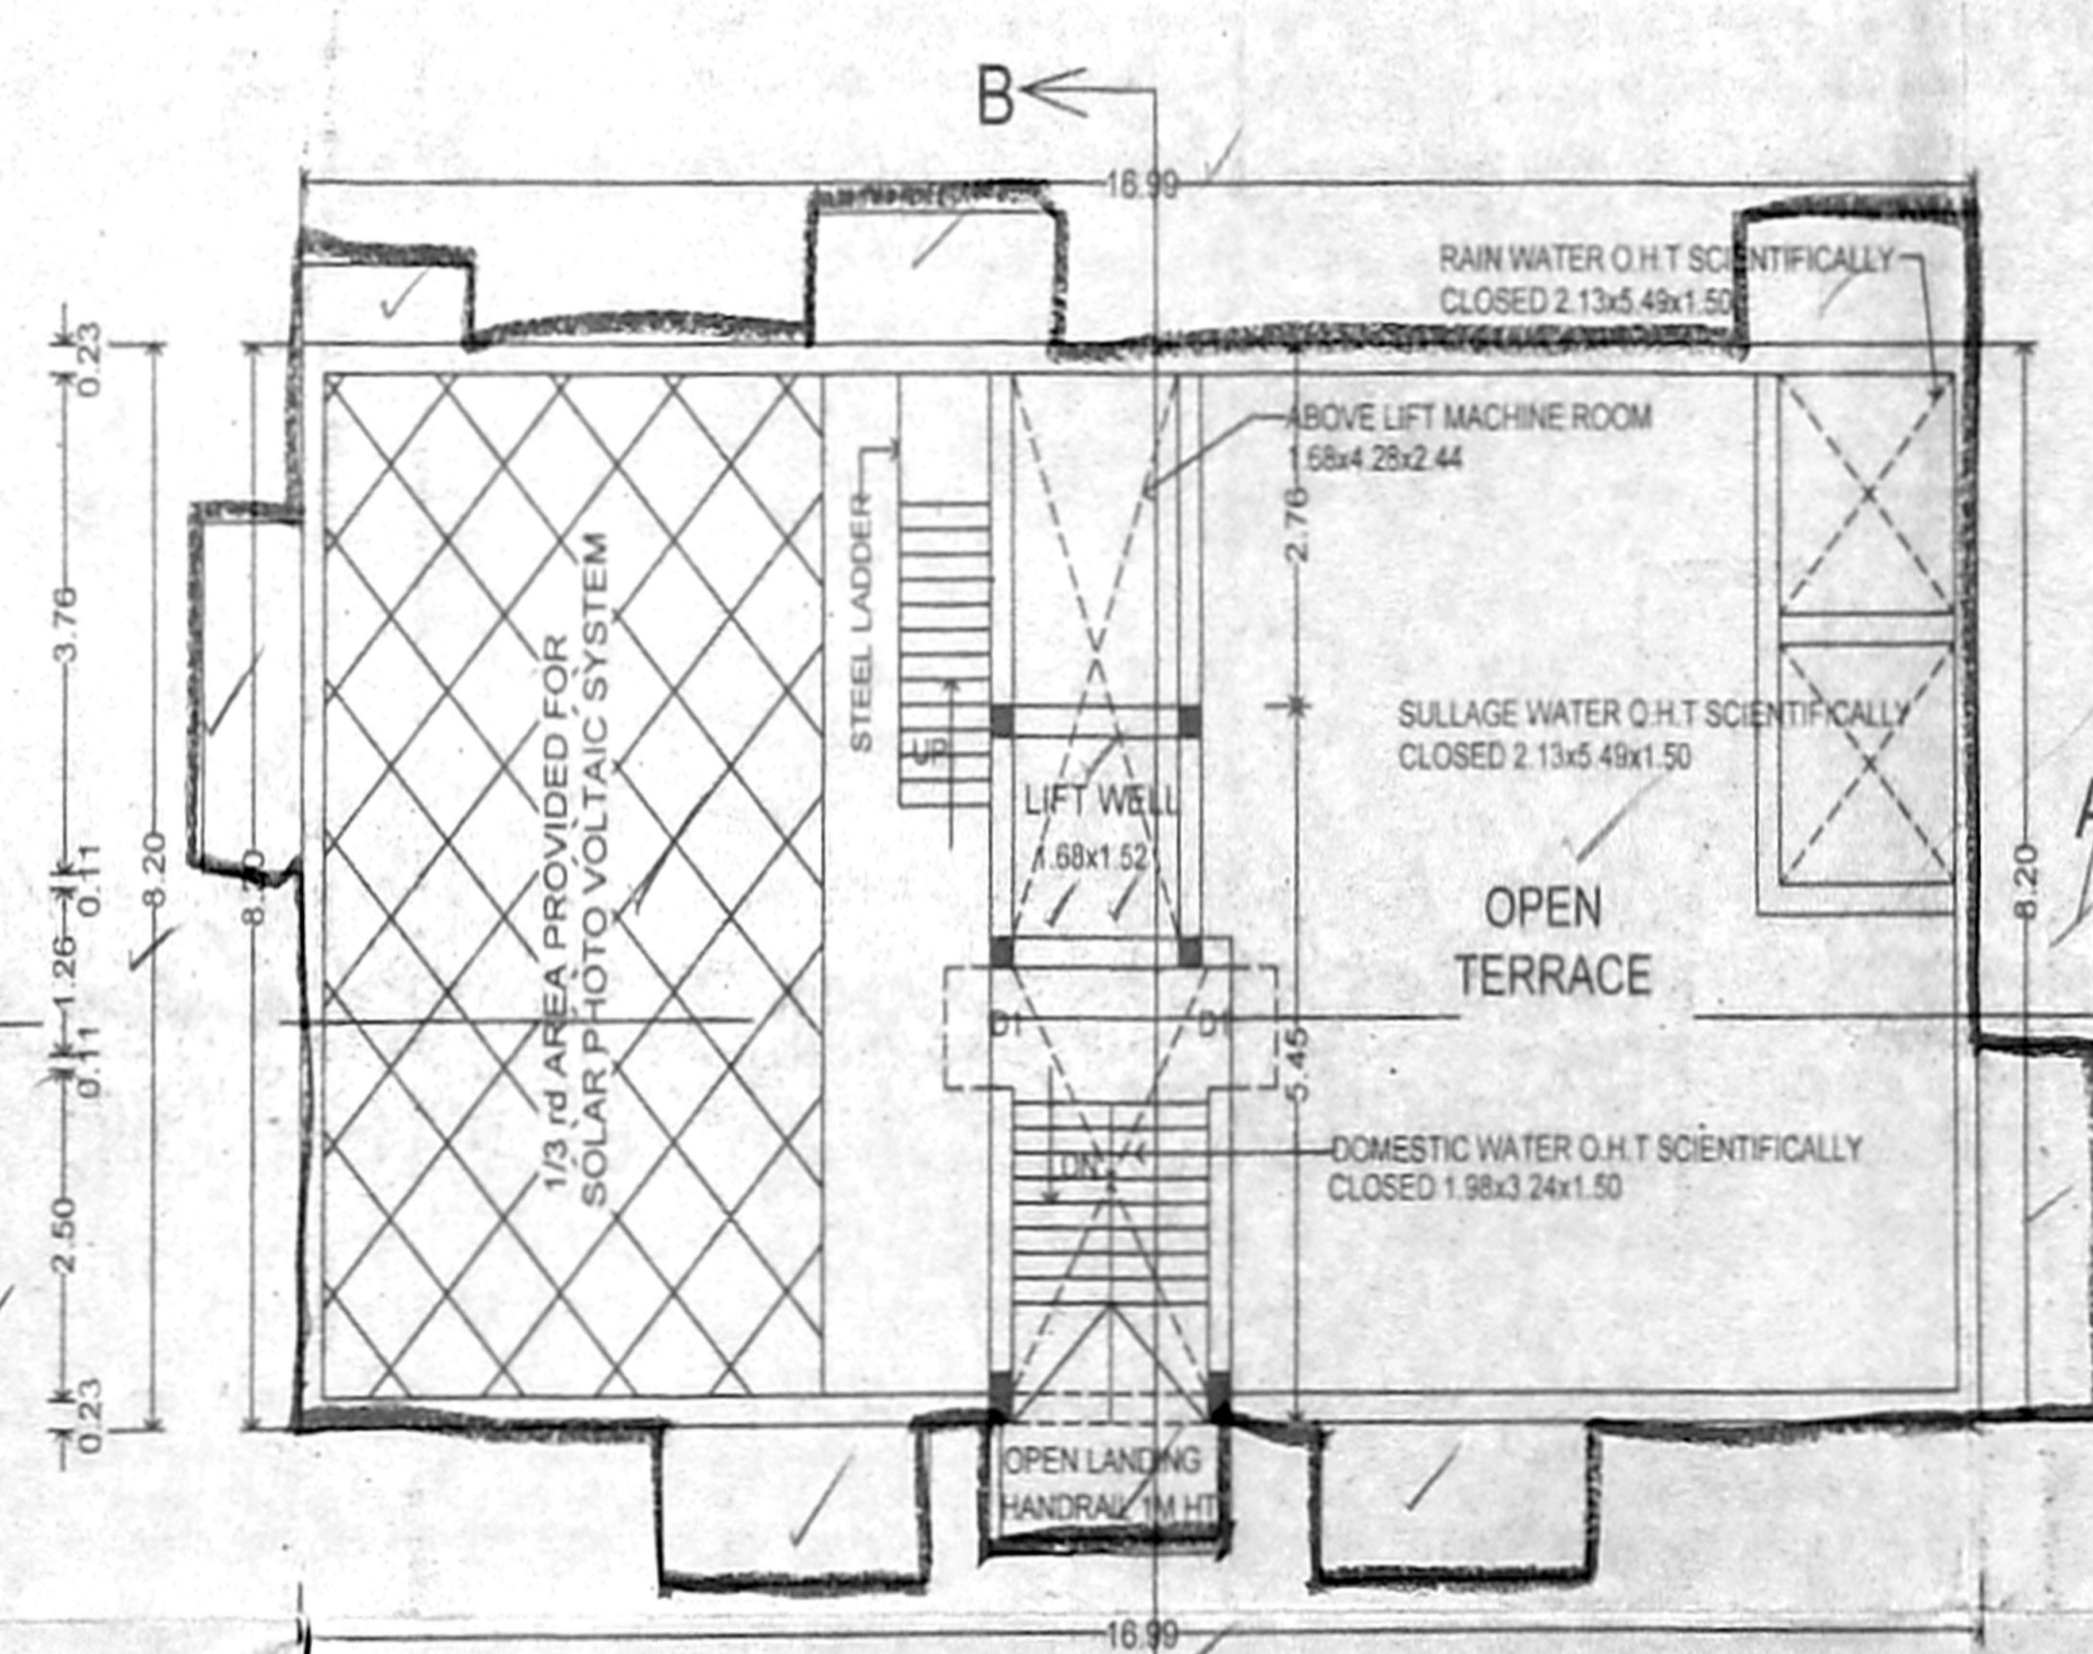 B
16.99
RAIN WATER O.H.T SCIENTIFICALLY
CLOSED 2.13x5.49x1.50
0.23
ABOVE LIFT MACHINE ROOM
1.68x4.28x2.44
2.76
STEEL LADDER
3.76
1/3 rd AREA PROVIDED FOR
SOLAR PHOTO VOLTAIC SYSTEM
UP
SULLAGE WATER O.H.T SCIENTIFICALLY
CLOSED 2.13x5.49x1.50
LIFT WELL
1.68x1.52
0.11
8.20
8.20
8.20
OPEN
TERRACE
1.26
D1
D1
0.11
5.45
DN
DOMESTIC WATER O.H.T SCIENTIFICALLY
CLOSED 1.98x3.24x1.50
2.50
0.23
OPEN LANDING
HANDRAIL 1M HT
16.99